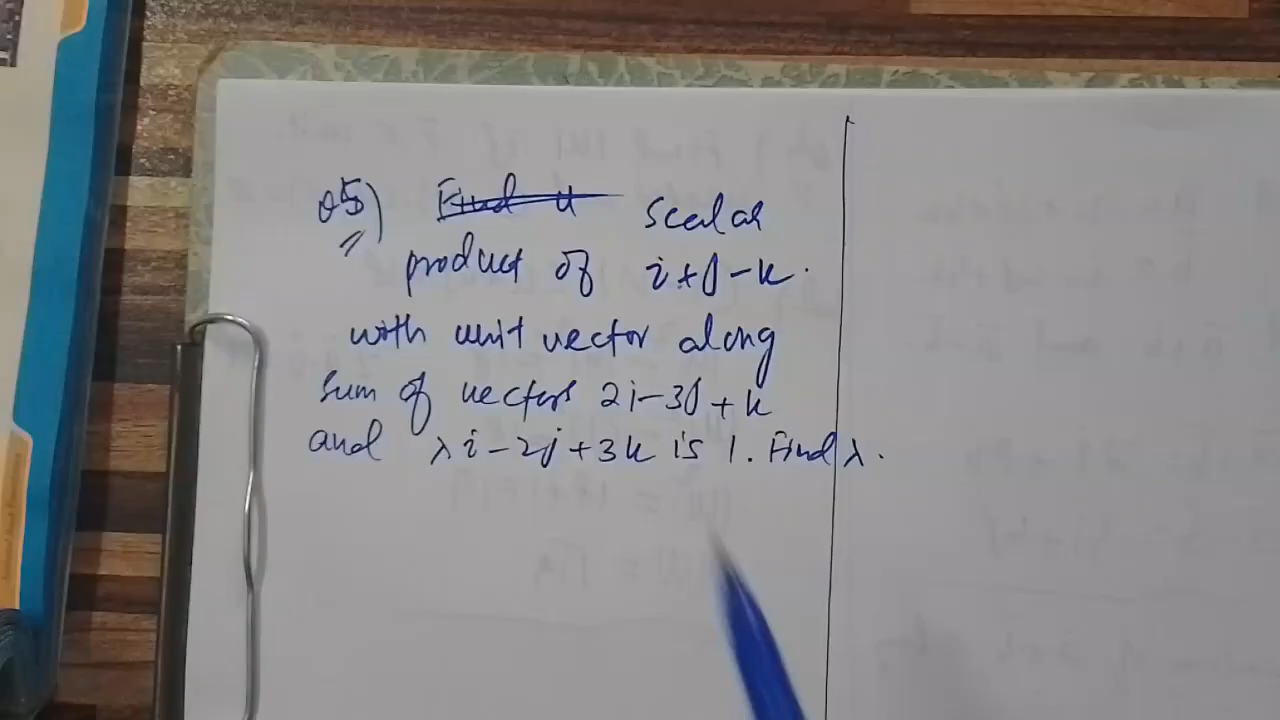 Q5) Find u Scalar
product of i+j-k.
with unit vector along
sum of vectors 2i-3j+k
and λi-2j+3k is 1. Find λ.